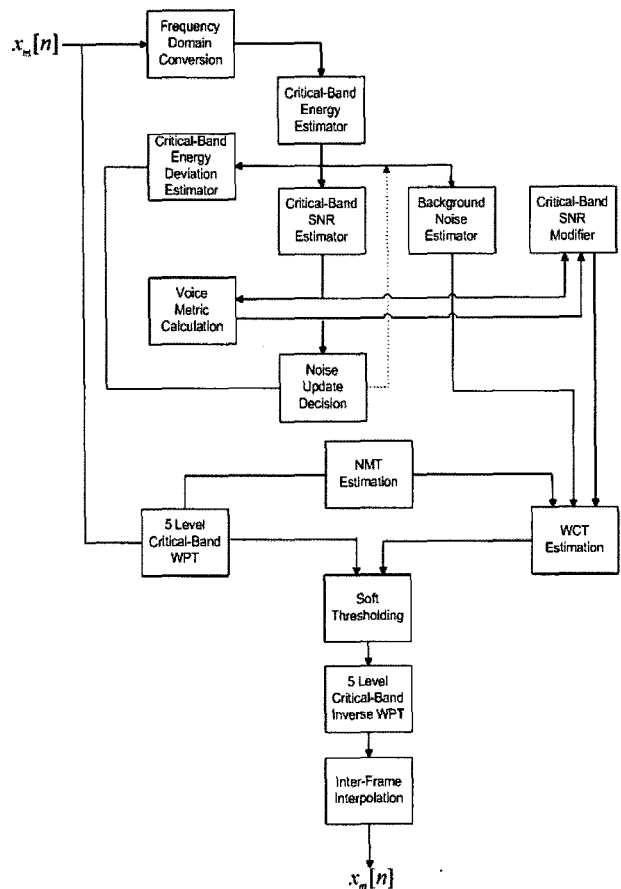 x_m[n]
Frequency
Domain
Conversion
Critical-Band
Energy
Estimator
Critical-Band
Energy
Deviation
Estimator
Critical-Band
SNR
Estimator
Background
Noise
Estimator
Critical-Band
SNR
Modifier
Voice
Metric
Calculation
Noise
Update
Decision
NMT
Estimation
5 Level
Critical-Band
WPT
WCT
Estimation
Soft
Thresholding
5 Level
Critical-Band
Inverse WPT
Inter-Frame
Interpolation
x_m[n]